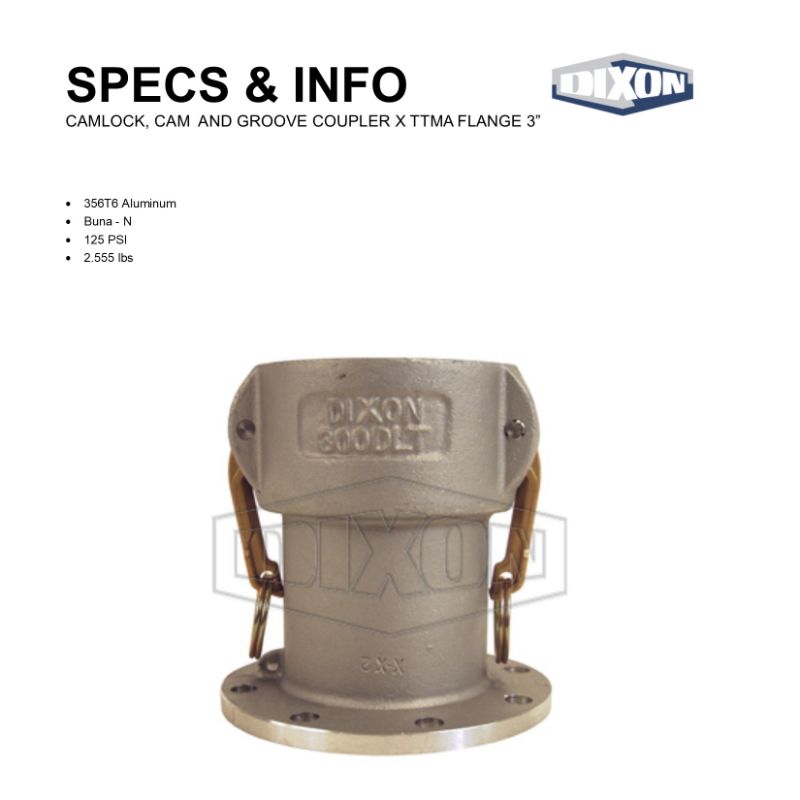 SPECS & INFO
DIXON
CAMLOCK, CAM AND GROOVE COUPLER X TTMA FLANGE 3”
• 356T6 Aluminum
• Buna - N
• 125 PSI
• 2.555 lbs
DIXON
300DLT
DIXON
X-X2